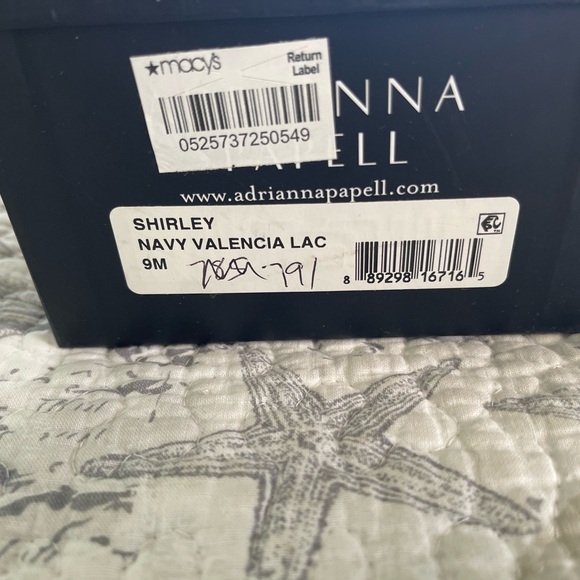 ★macy's
Return
Label
0525737250549
NNA
PELL
www.adriannapapell.com
SHIRLEY
NAVY VALENCIA LAC
9M
8 89298 16716 5